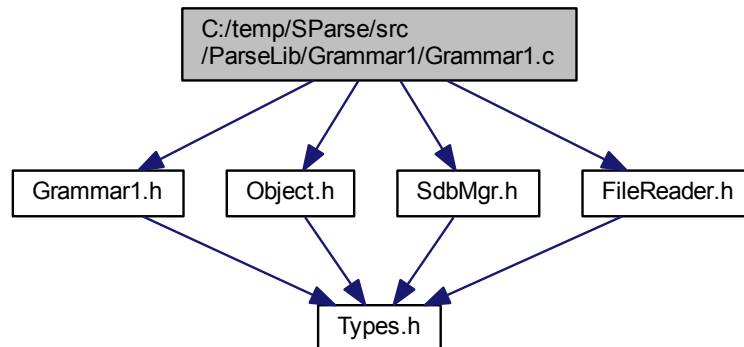 C:/temp/SParse/src
/ParseLib/Grammar1/Grammar1.c
Grammar1.h
Object.h
SdbMgr.h
FileReader.h
Types.h